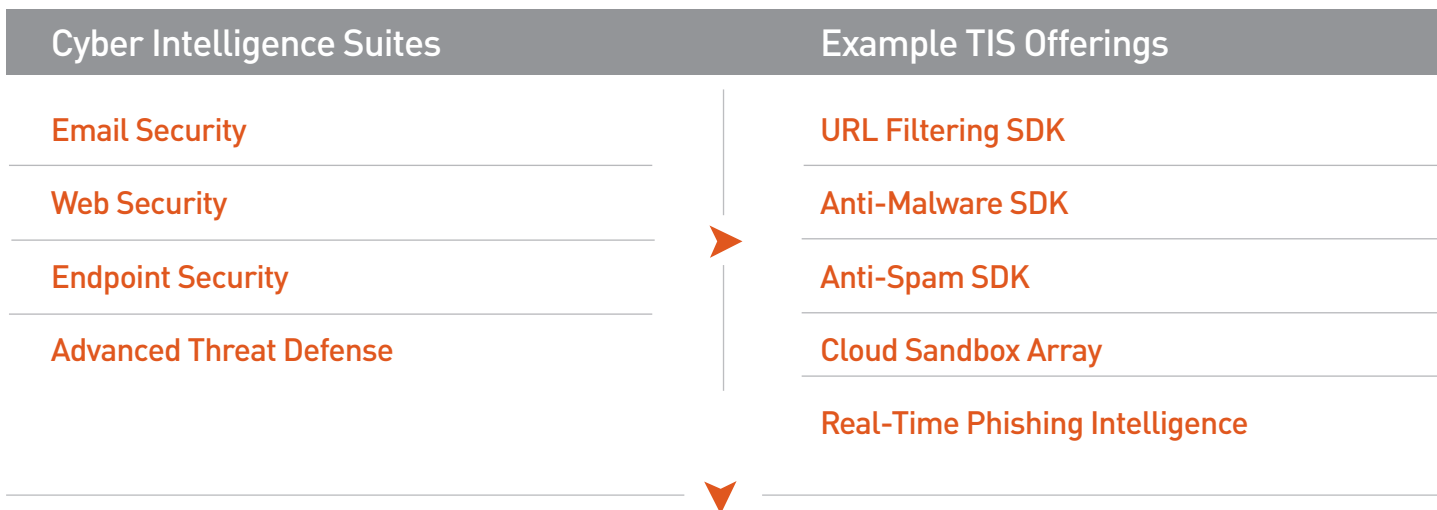 Cyber Intelligence Suites
Example TIS Offerings
Email Security
URL Filtering SDK
Web Security
Anti-Malware SDK
Endpoint Security
Anti-Spam SDK
Advanced Threat Defense
Cloud Sandbox Array
Real-Time Phishing Intelligence